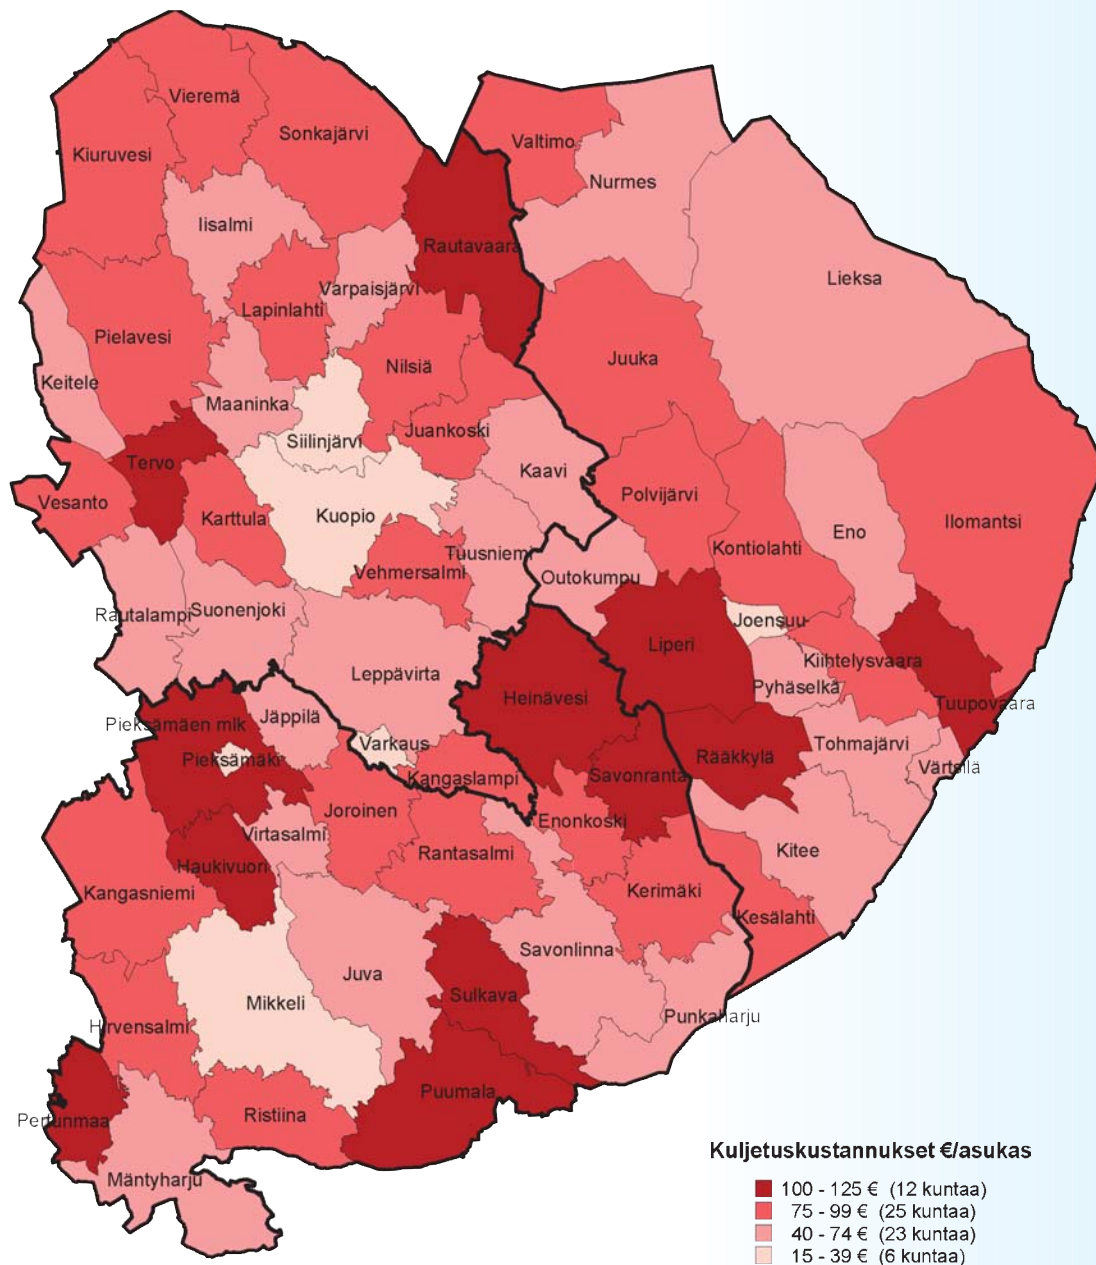 Vieremä
Sonkajärvi
Valtimo
Kiuruvesi
Nurmes
Iisalmi
Rautavaara
Lieksa
Varpaisjärvi
Lapinlahti
Pielavesi
Juuka
Nilsiä
Keitele
Maaninka
Juankoski
Siilinjärvi
Tervo
Kaavi
Polvijärvi
Vesanto
Karttula
Kuopio
Ilomantsi
Eno
Kontiolahti
Tuusniemi
Vehmersalmi
Outokumpu
Rautalampi
Suonenjoki
Joensuu
Liperi
Kiihtelysvaara
Leppävirta
Pyhäselkä
Heinävesi
Tuupovaara
Jäppilä
Pieksämäen mlk
Varkaus
Tohmajärvi
Rääkkylä
Pieksämäki
Värtsilä
Kangaslampi
Savonranta
Joroinen
Enonkoski
Virtasalmi
Rantasalmi
Kitee
Haukivuori
Kangasniemi
Kerimäki
Kesälahti
Savonlinna
Juva
Sulkava
Mikkeli
Punkaharju
Hirvensalmi
Puumala
Ristiina
Pertunmaa
Mäntyharju
Kuljetuskustannukset €/asukas
100 - 125 € (12 kuntaa)
75 - 99 € (25 kuntaa)
40 - 74 € (23 kuntaa)
15 - 39 € (6 kuntaa)